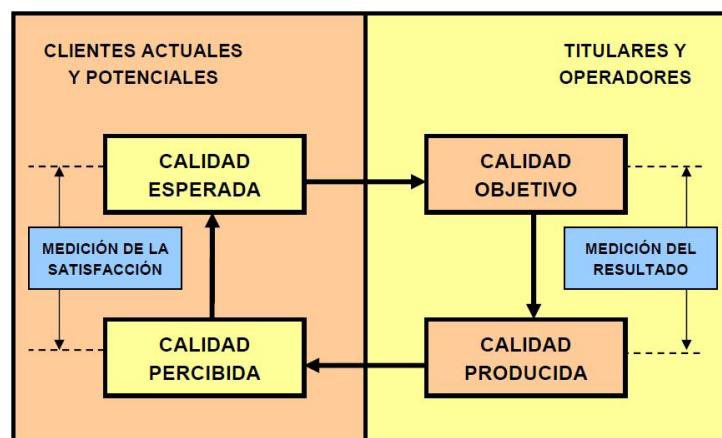 CLIENTES ACTUALES
Y POTENCIALES
TITULARES Y
OPERADORES
CALIDAD
ESPERADA
CALIDAD
OBJETIVO
MEDICIÓN DE LA
SATISFACCIÓN
MEDICIÓN DEL
RESULTADO
CALIDAD
PERCIBIDA
CALIDAD
PRODUCIDA